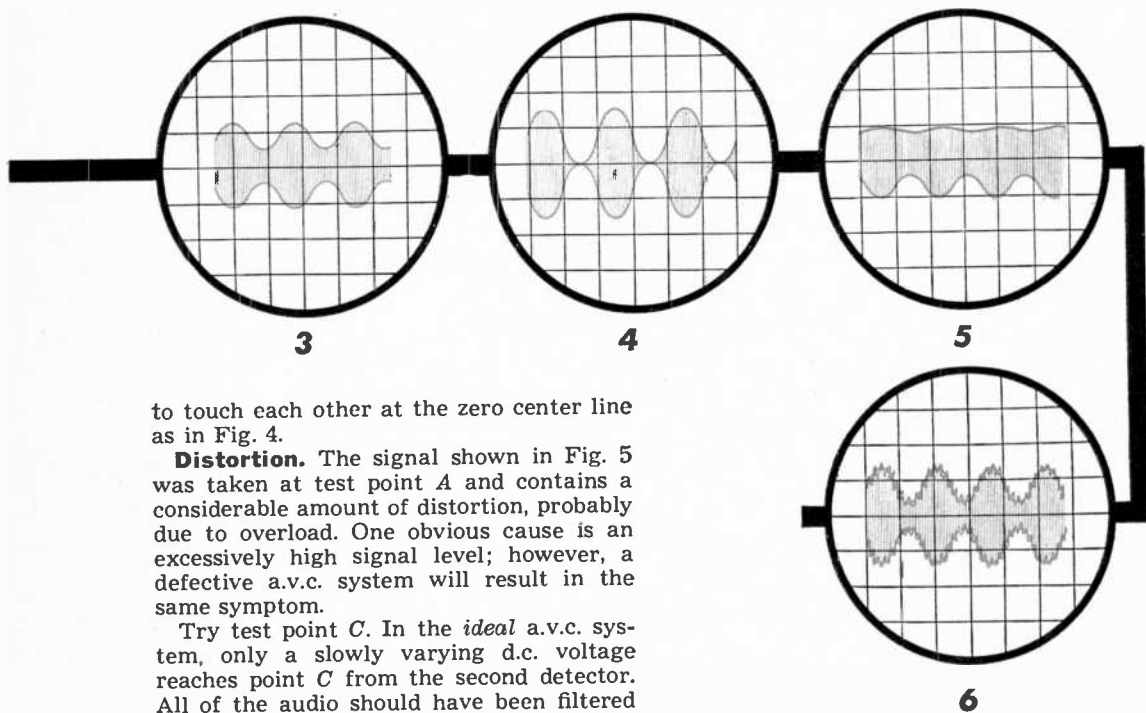 3
4
5
to touch each other at the zero center line
as in Fig. 4.
Distortion. The signal shown in Fig. 5
was taken at test point A and contains a
considerable amount of distortion, probably
due to overload. One obvious cause is an
excessively high signal level; however, a
defective a.v.c. system will result in the
same symptom.
Try test point C. In the ideal a.v.c. sys-
tem, only a slowly varying d.c. voltage
reaches point C from the second detector.
All of the audio should have been filtered
6